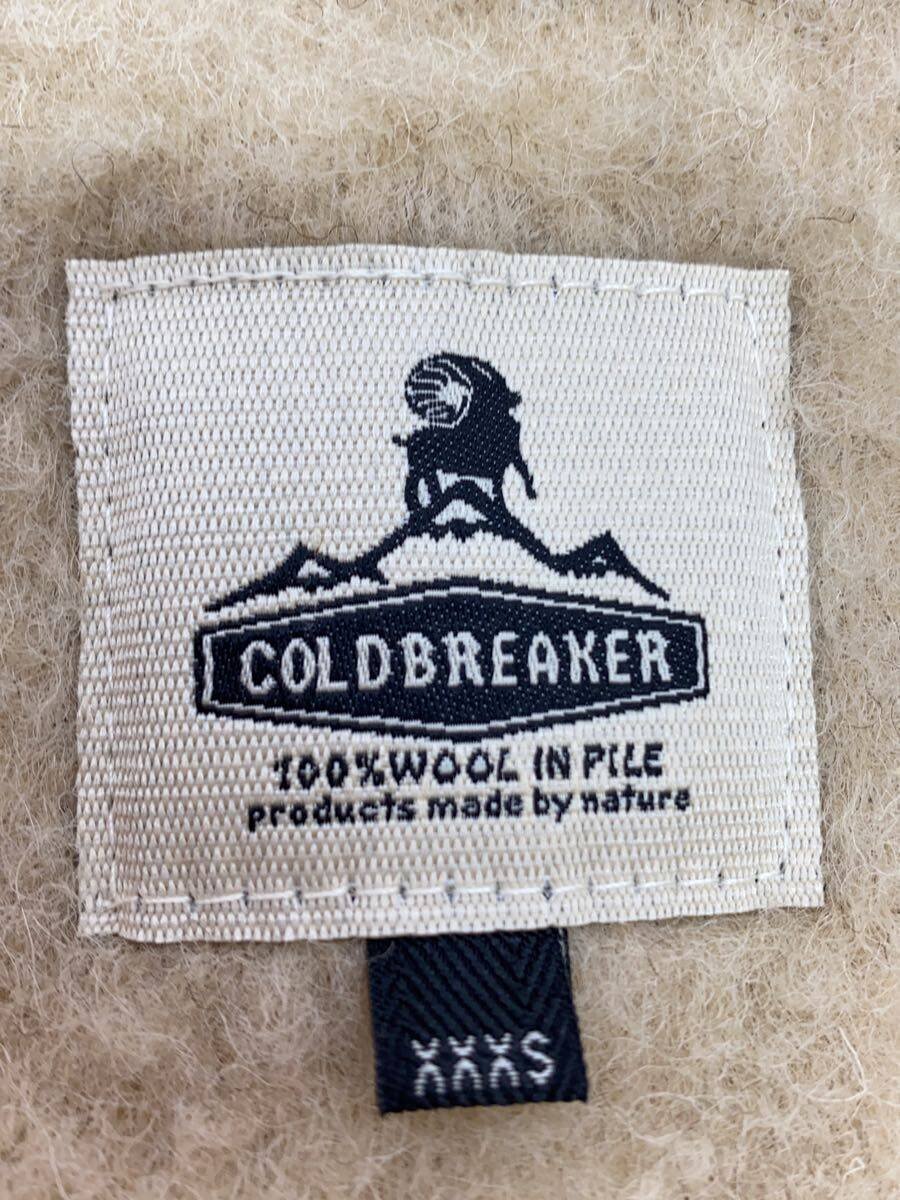 COLDBREAKER
100%WOOL IN PILE
products made by nature
XXXS